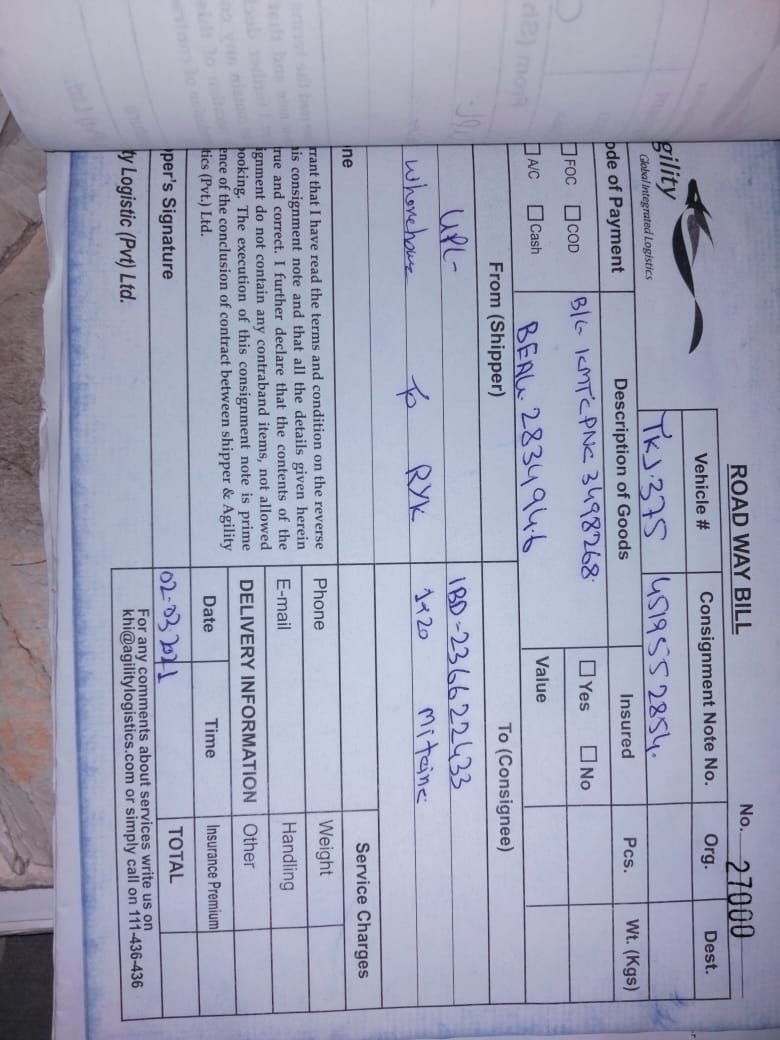 ROAD WAY BILL
No. 27000
gility
Global Integrated Logistics
Vehicle #
Consignment Note No.
Org.
Dest.
TKJ.375
4519552854.
ode of Payment
Description of Goods
Insured
Pcs.
Wt. (Kgs)
FOC
COD
A/C
Cash
B/L KMTCPNC 3498268
BEAU. 283494-6
Yes
No
Value
From (Shipper)
To (Consignee)
UPL-
IBD-236622433
Whorehouse To RYK
1x20
ne
Service Charges
rrant that I have read the terms and condition on the reverse
is consignment note and that all the details given herein
rue and correct. I further declare that the contents of the
ignment do not contain any contraband items, not allowed
ooking. The execution of this consignment note is prime
ence of the conclusion of contract between shipper & Agility
tics (Pvt.) Ltd.
Phone
Weight
E-mail
Handling
DELIVERY INFORMATION
Other
Date
Time
Insurance Premium
per's Signature
02-03 2021
TOTAL
ty Logistic (Pvt) Ltd.
For any comments about services write us on
khi@agilitylogistics.com or simply call on 111-436-436